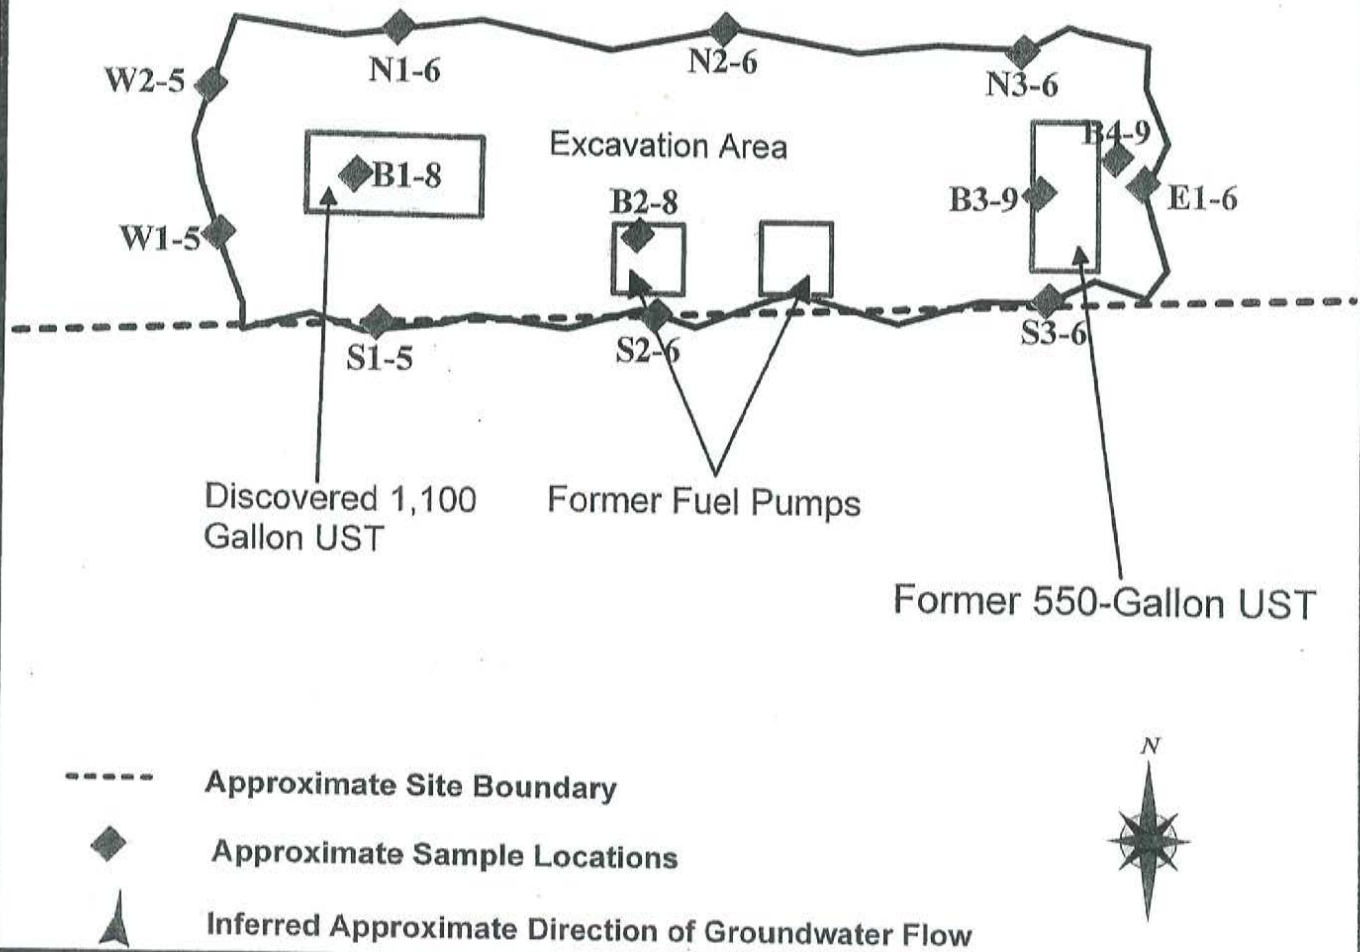 N1-6
N2-6
W2-5
N3-6
B4-9
Excavation Area
B1-8
B2-8
B3-9
E1-6
W1-5
S3-6
S1-5
S2-6
Discovered 1,100
Gallon UST
Former Fuel Pumps
Former 550-Gallon UST
N
Approximate Site Boundary
Approximate Sample Locations
Inferred Approximate Direction of Groundwater Flow